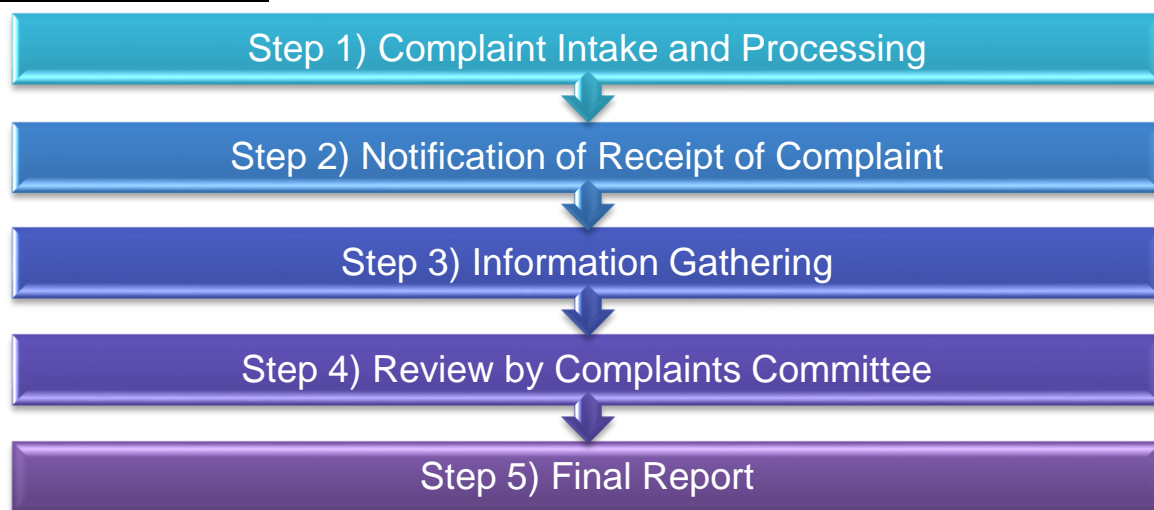 Step 1) Complaint Intake and Processing
Step 2) Notification of Receipt of Complaint
Step 3) Information Gathering
Step 4) Review by Complaints Committee
Step 5) Final Report